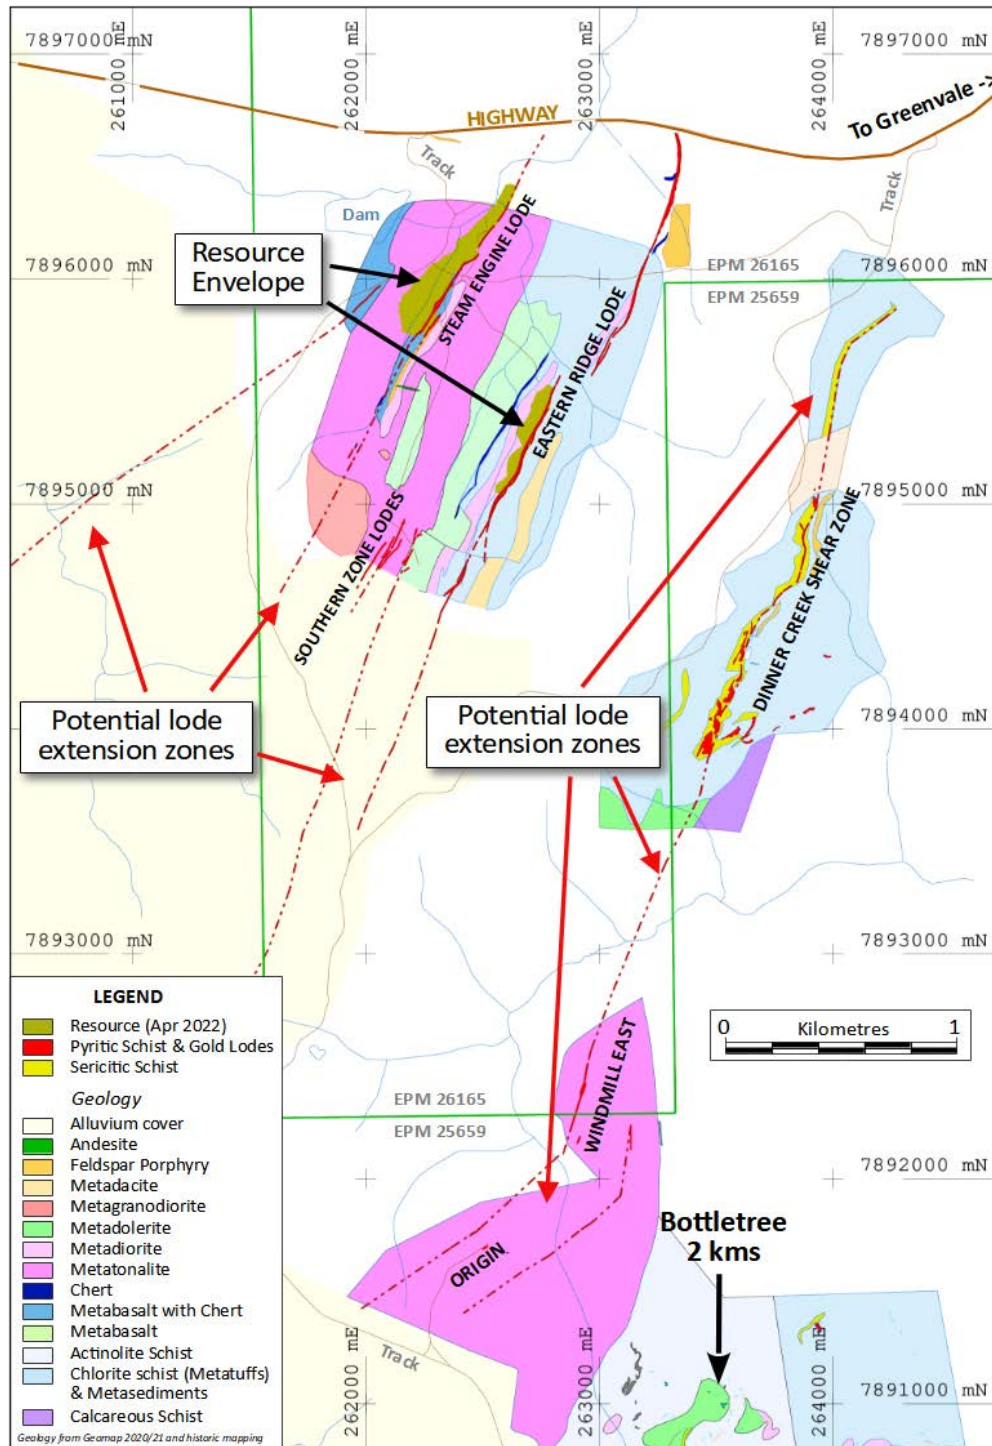 7897000 mN
261000 mE
262000 mE
263000 mE
264000 mE
7897000 mN
HIGHWAY
To Greenvale ->
Track
Track
Dam
Resource
Envelope
STEAM ENGINE LODE
EASTERN RIDGE LODE
EPM 26165
7896000 mN
EPM 25659
7896000 mN
7895000 mN
7895000 mN
SOUTHERN ZONE LODES
DINNER CREEK SHEAR ZONE
Potential lode
extension zones
Potential lode
extension zones
7894000 mN
7894000 mN
7893000 mN
7893000 mN
0 Kilometres 1
WINDMILL EAST
EPM 26165
EPM 25659
7892000 mN
ORIGIN
Bottletree
2 kms
Track
262000 mE
263000 mE
264000 mE
7891000 mN
LEGEND
Resource (Apr 2022)
Pyritic Schist & Gold Lodes
Sericitic Schist
Geology
Alluvium cover
Andesite
Feldspar Porphyry
Metadacite
Metagranodiorite
Metadolerite
Metadiorite
Metatonalite
Chert
Metabasalt with Chert
Metabasalt
Actinolite Schist
Chlorite schist (Metatuffs)
& Metasediments
Calcareous Schist
Geology from Geomap 2020/21 and historic mapping